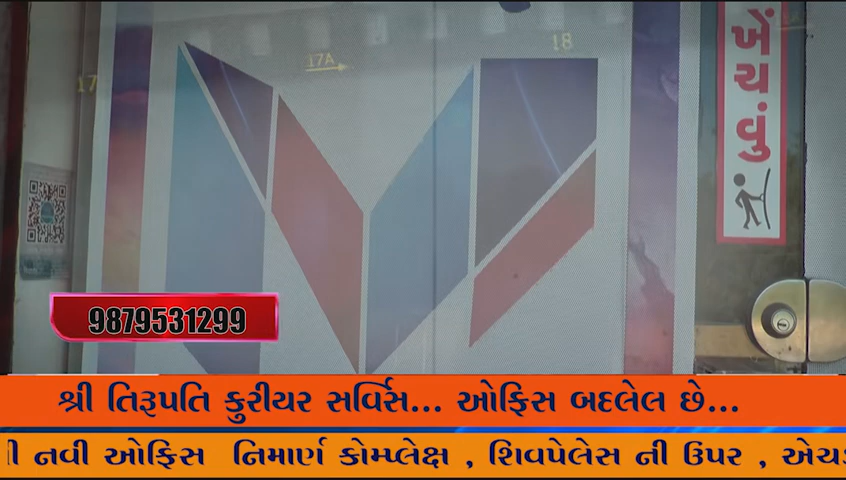 17
17A
18
ખેંચવું
9879531299
શ્રી તિરૂપતિ કુરીયર સર્વિસ... ઓફિસ બદલેલ છે...
ની નવી ઓફિસ નિમાર્ણ કોમ્પ્લેક્ષ , શિવપેલેસ ની ઉપર ,